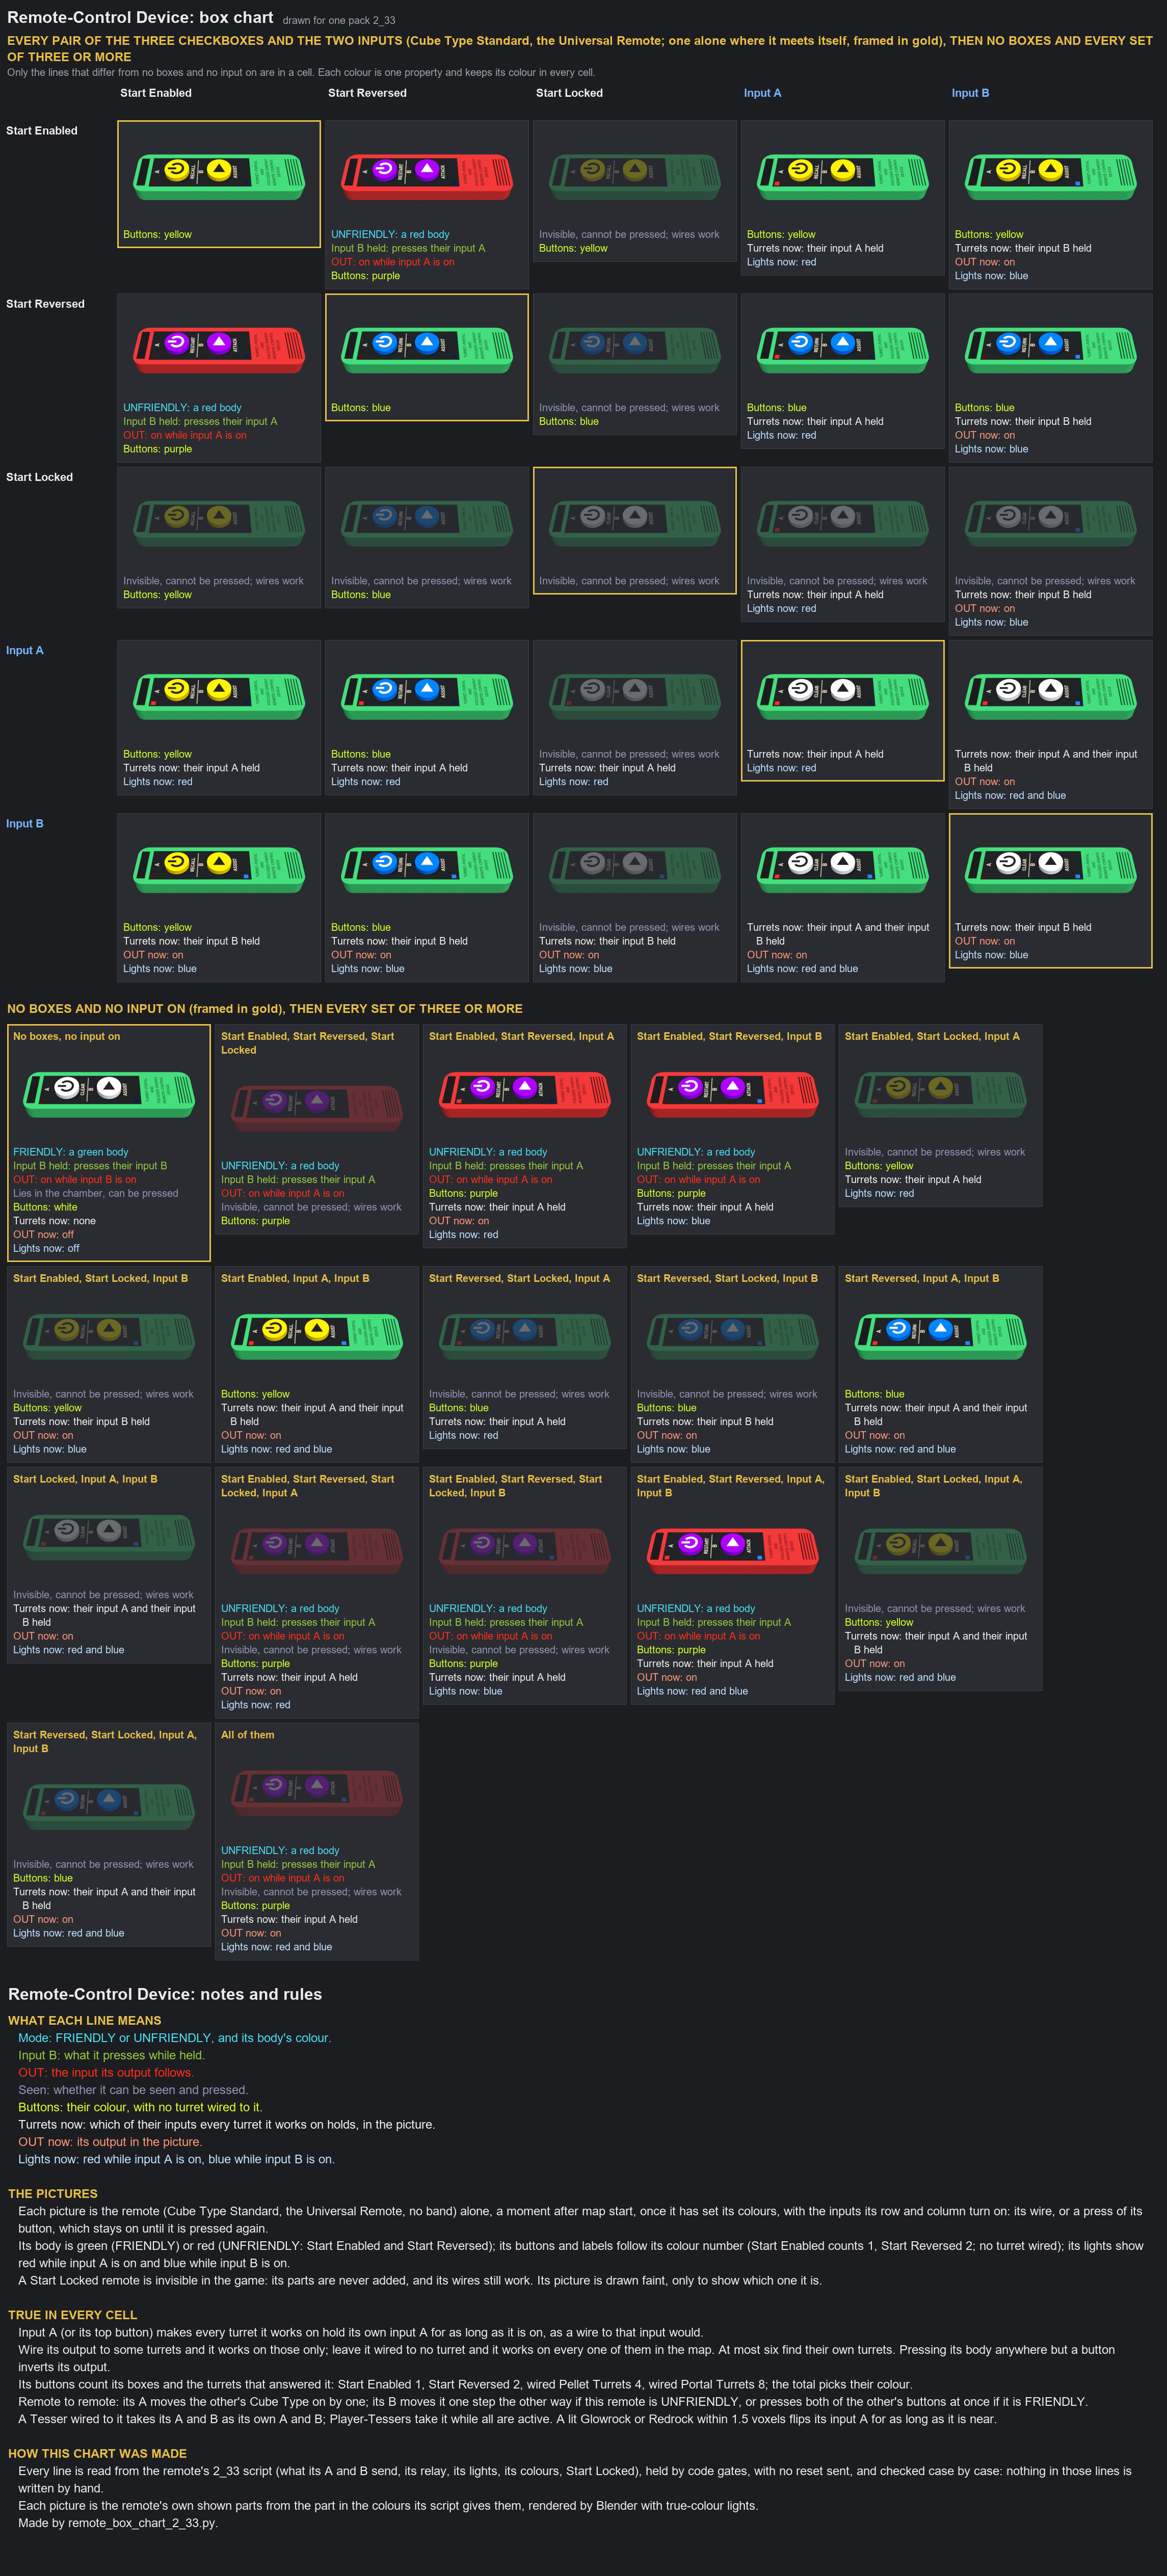 Remote-Control Device: box chart drawn for one pack 2_33
EVERY PAIR OF THE THREE CHECKBOXES AND THE TWO INPUTS (Cube Type Standard, the Universal Remote; one alone where it meets itself, framed in gold), THEN NO BOXES AND EVERY SET
OF THREE OR MORE
Only the lines that differ from no boxes and no input on are in a cell. Each colour is one property and keeps its colour in every cell.
Start Enabled
Start Reversed
Start Locked
Input A
Input B
Start Enabled
Buttons: yellow
UNFRIENDLY: a red body
Input B held: presses their input A
OUT: on while input A is on
Buttons: purple
Invisible, cannot be pressed; wires work
Buttons: yellow
Buttons: yellow
Turrets now: their input A held
Lights now: red
Buttons: yellow
Turrets now: their input B held
OUT now: on
Lights now: blue
Start Reversed
UNFRIENDLY: a red body
Input B held: presses their input A
OUT: on while input A is on
Buttons: purple
Buttons: blue
Invisible, cannot be pressed; wires work
Buttons: blue
Buttons: blue
Turrets now: their input A held
Lights now: red
Buttons: blue
Turrets now: their input B held
OUT now: on
Lights now: blue
Start Locked
Invisible, cannot be pressed; wires work
Buttons: yellow
Invisible, cannot be pressed; wires work
Buttons: blue
Invisible, cannot be pressed; wires work
Invisible, cannot be pressed; wires work
Turrets now: their input A held
Lights now: red
Invisible, cannot be pressed; wires work
Turrets now: their input B held
OUT now: on
Lights now: blue
Input A
Buttons: yellow
Turrets now: their input A held
Lights now: red
Buttons: blue
Turrets now: their input A held
Lights now: red
Invisible, cannot be pressed; wires work
Turrets now: their input A held
Lights now: red
Turrets now: their input A held
Lights now: red
Turrets now: their input A and their input
B held
OUT now: on
Lights now: red and blue
Input B
Buttons: yellow
Turrets now: their input B held
OUT now: on
Lights now: blue
Buttons: blue
Turrets now: their input B held
OUT now: on
Lights now: blue
Invisible, cannot be pressed; wires work
Turrets now: their input B held
OUT now: on
Lights now: blue
Turrets now: their input A and their input
B held
OUT now: on
Lights now: red and blue
Turrets now: their input B held
OUT now: on
Lights now: blue
NO BOXES AND NO INPUT ON (framed in gold), THEN EVERY SET OF THREE OR MORE
No boxes, no input on
FRIENDLY: a green body
Input B held: presses their input B
OUT: on while input B is on
Lies in the chamber, can be pressed
Buttons: white
Turrets now: none
OUT now: off
Lights now: off
Start Enabled, Start Reversed, Start
Locked
UNFRIENDLY: a red body
Input B held: presses their input A
OUT: on while input A is on
Invisible, cannot be pressed; wires work
Buttons: purple
Start Enabled, Start Reversed, Input A
UNFRIENDLY: a red body
Input B held: presses their input A
OUT: on while input A is on
Buttons: purple
Turrets now: their input A held
OUT now: on
Lights now: red
Start Enabled, Start Reversed, Input B
UNFRIENDLY: a red body
Input B held: presses their input A
OUT: on while input A is on
Buttons: purple
Turrets now: their input A held
Lights now: blue
Start Enabled, Start Locked, Input A
Invisible, cannot be pressed; wires work
Buttons: yellow
Turrets now: their input A held
Lights now: red
Start Enabled, Start Locked, Input B
Invisible, cannot be pressed; wires work
Buttons: yellow
Turrets now: their input B held
OUT now: on
Lights now: blue
Start Enabled, Input A, Input B
Buttons: yellow
Turrets now: their input A and their input
B held
OUT now: on
Lights now: red and blue
Start Reversed, Start Locked, Input A
Invisible, cannot be pressed; wires work
Buttons: blue
Turrets now: their input A held
Lights now: red
Start Reversed, Start Locked, Input B
Invisible, cannot be pressed; wires work
Buttons: blue
Turrets now: their input B held
OUT now: on
Lights now: blue
Start Reversed, Input A, Input B
Buttons: blue
Turrets now: their input A and their input
B held
OUT now: on
Lights now: red and blue
Start Locked, Input A, Input B
Invisible, cannot be pressed; wires work
Turrets now: their input A and their input
B held
OUT now: on
Lights now: red and blue
Start Enabled, Start Reversed, Start
Locked, Input A
UNFRIENDLY: a red body
Input B held: presses their input A
OUT: on while input A is on
Invisible, cannot be pressed; wires work
Buttons: purple
Turrets now: their input A held
OUT now: on
Lights now: red
Start Enabled, Start Reversed, Start
Locked, Input B
UNFRIENDLY: a red body
Input B held: presses their input A
OUT: on while input A is on
Invisible, cannot be pressed; wires work
Buttons: purple
Turrets now: their input A held
Lights now: blue
Start Enabled, Start Reversed, Input A,
Input B
UNFRIENDLY: a red body
Input B held: presses their input A
OUT: on while input A is on
Buttons: purple
Turrets now: their input A held
OUT now: on
Lights now: red and blue
Start Enabled, Start Locked, Input A,
Input B
Invisible, cannot be pressed; wires work
Buttons: yellow
Turrets now: their input A and their input
B held
OUT now: on
Lights now: red and blue
Start Reversed, Start Locked, Input A,
Input B
Invisible, cannot be pressed; wires work
Buttons: blue
Turrets now: their input A and their input
B held
OUT now: on
Lights now: red and blue
All of them
UNFRIENDLY: a red body
Input B held: presses their input A
OUT: on while input A is on
Invisible, cannot be pressed; wires work
Buttons: purple
Turrets now: their input A held
OUT now: on
Lights now: red and blue
Remote-Control Device: notes and rules
WHAT EACH LINE MEANS
Mode: FRIENDLY or UNFRIENDLY, and its body's colour.
Input B: what it presses while held.
OUT: the input its output follows.
Seen: whether it can be seen and pressed.
Buttons: their colour, with no turret wired to it.
Turrets now: which of their inputs every turret it works on holds, in the picture.
OUT now: its output in the picture.
Lights now: red while input A is on, blue while input B is on.
THE PICTURES
Each picture is the remote (Cube Type Standard, the Universal Remote, no band) alone, a moment after map start, once it has set its colours, with the inputs its row and column turn on: its wire, or a press of its
button, which stays on until it is pressed again.
Its body is green (FRIENDLY) or red (UNFRIENDLY: Start Enabled and Start Reversed); its buttons and labels follow its colour number (Start Enabled counts 1, Start Reversed 2; no turret wired); its lights show
red while input A is on and blue while input B is on.
A Start Locked remote is invisible in the game: its parts are never added, and its wires still work. Its picture is drawn faint, only to show which one it is.
TRUE IN EVERY CELL
Input A (or its top button) makes every turret it works on hold its own input A for as long as it is on, as a wire to that input would.
Wire its output to some turrets and it works on those only; leave it wired to no turret and it works on every one of them in the map. At most six find their own turrets. Pressing its body anywhere but a button
inverts its output.
Its buttons count its boxes and the turrets that answered it: Start Enabled 1, Start Reversed 2, wired Pellet Turrets 4, wired Portal Turrets 8; the total picks their colour.
Remote to remote: its A moves the other's Cube Type on by one; its B moves it one step the other way if this remote is UNFRIENDLY, or presses both of the other's buttons at once if it is FRIENDLY.
A Tesser wired to it takes its A and B as its own A and B; Player-Tessers take it while all are active. A lit Glowrock or Redrock within 1.5 voxels flips its input A for as long as it is near.
HOW THIS CHART WAS MADE
Every line is read from the remote's 2_33 script (what its A and B send, its relay, its lights, its colours, Start Locked), held by code gates, with no reset sent, and checked case by case: nothing in those lines is
written by hand.
Each picture is the remote's own shown parts from the part in the colours its script gives them, rendered by Blender with true-colour lights.
Made by remote_box_chart_2_33.py.